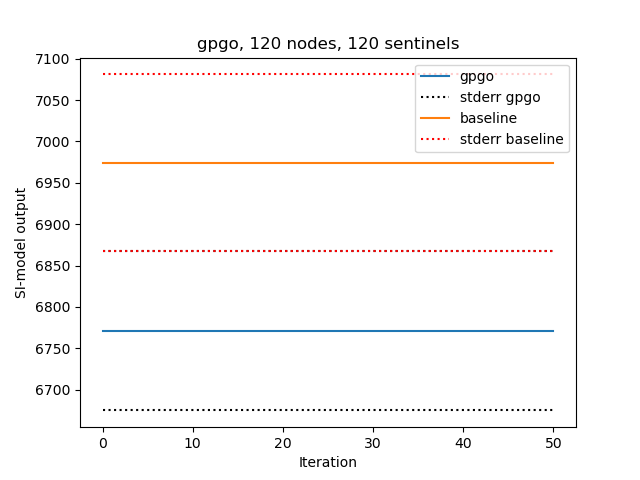 gpgo, 120 nodes, 120 sentinels
7100
7050
7000
6950
6900
6850
6800
6750
6700
SI-model output
gpgo
stderr gpgo
baseline
stderr baseline
0 10 20 30 40 50
Iteration